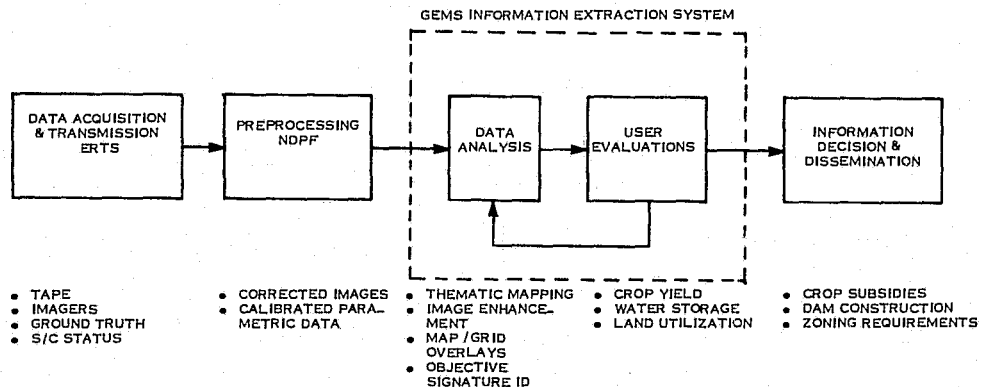 GEMS INFORMATION EXTRACTION SYSTEM
DATA ACQUISITION
& TRANSMISSION
ERTS
PREPROCESSING
NDPF
DATA
ANALYSIS
USER
EVALUATIONS
INFORMATION
DECISION &
DISSEMINATION
• TAPE
• IMAGERS
• GROUND TRUTH
• S/C STATUS
• CORRECTED IMAGES
• CALIBRATED PARA-
METRIC DATA
• THEMATIC MAPPING
• IMAGE ENHANCE-
MENT
• MAP/GRID
OVERLAYS
• OBJECTIVE
SIGNATURE ID
• CROP YIELD
• WATER STORAGE
• LAND UTILIZATION
• CROP SUBSIDIES
• DAM CONSTRUCTION
• ZONING REQUIREMENTS